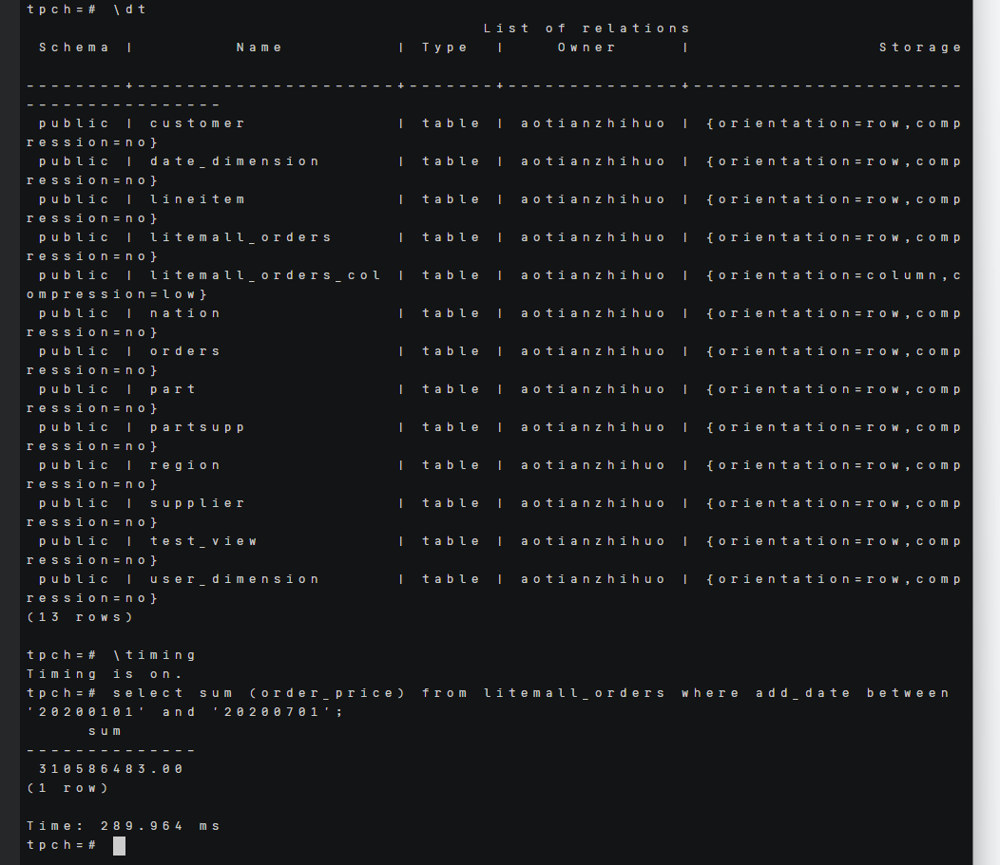 tpch=# \dt
List of relations
Schema | Name | Type | Owner | Storage
--------+---------------------+-------+--------------+----------------------
----------------
public | customer | table | aotianzhihuo | {orientation=row,comp
ression=no}
public | date_dimension | table | aotianzhihuo | {orientation=row,comp
ression=no}
public | lineitem | table | aotianzhihuo | {orientation=row,comp
ression=no}
public | litemall_orders | table | aotianzhihuo | {orientation=row,comp
ression=no}
public | litemall_orders_col | table | aotianzhihuo | {orientation=column,c
ompression=low}
public | nation | table | aotianzhihuo | {orientation=row,comp
ression=no}
public | orders | table | aotianzhihuo | {orientation=row,comp
ression=no}
public | part | table | aotianzhihuo | {orientation=row,comp
ression=no}
public | partsupp | table | aotianzhihuo | {orientation=row,comp
ression=no}
public | region | table | aotianzhihuo | {orientation=row,comp
ression=no}
public | supplier | table | aotianzhihuo | {orientation=row,comp
ression=no}
public | test_view | table | aotianzhihuo | {orientation=row,comp
ression=no}
public | user_dimension | table | aotianzhihuo | {orientation=row,comp
ression=no}
(13 rows)
tpch=# \timing
Timing is on.
tpch=# select sum (order_price) from litemall_orders where add_date between
'20200101' and '20200701';
sum
--------------
310586483.00
(1 row)
Time: 289.964 ms
tpch=#